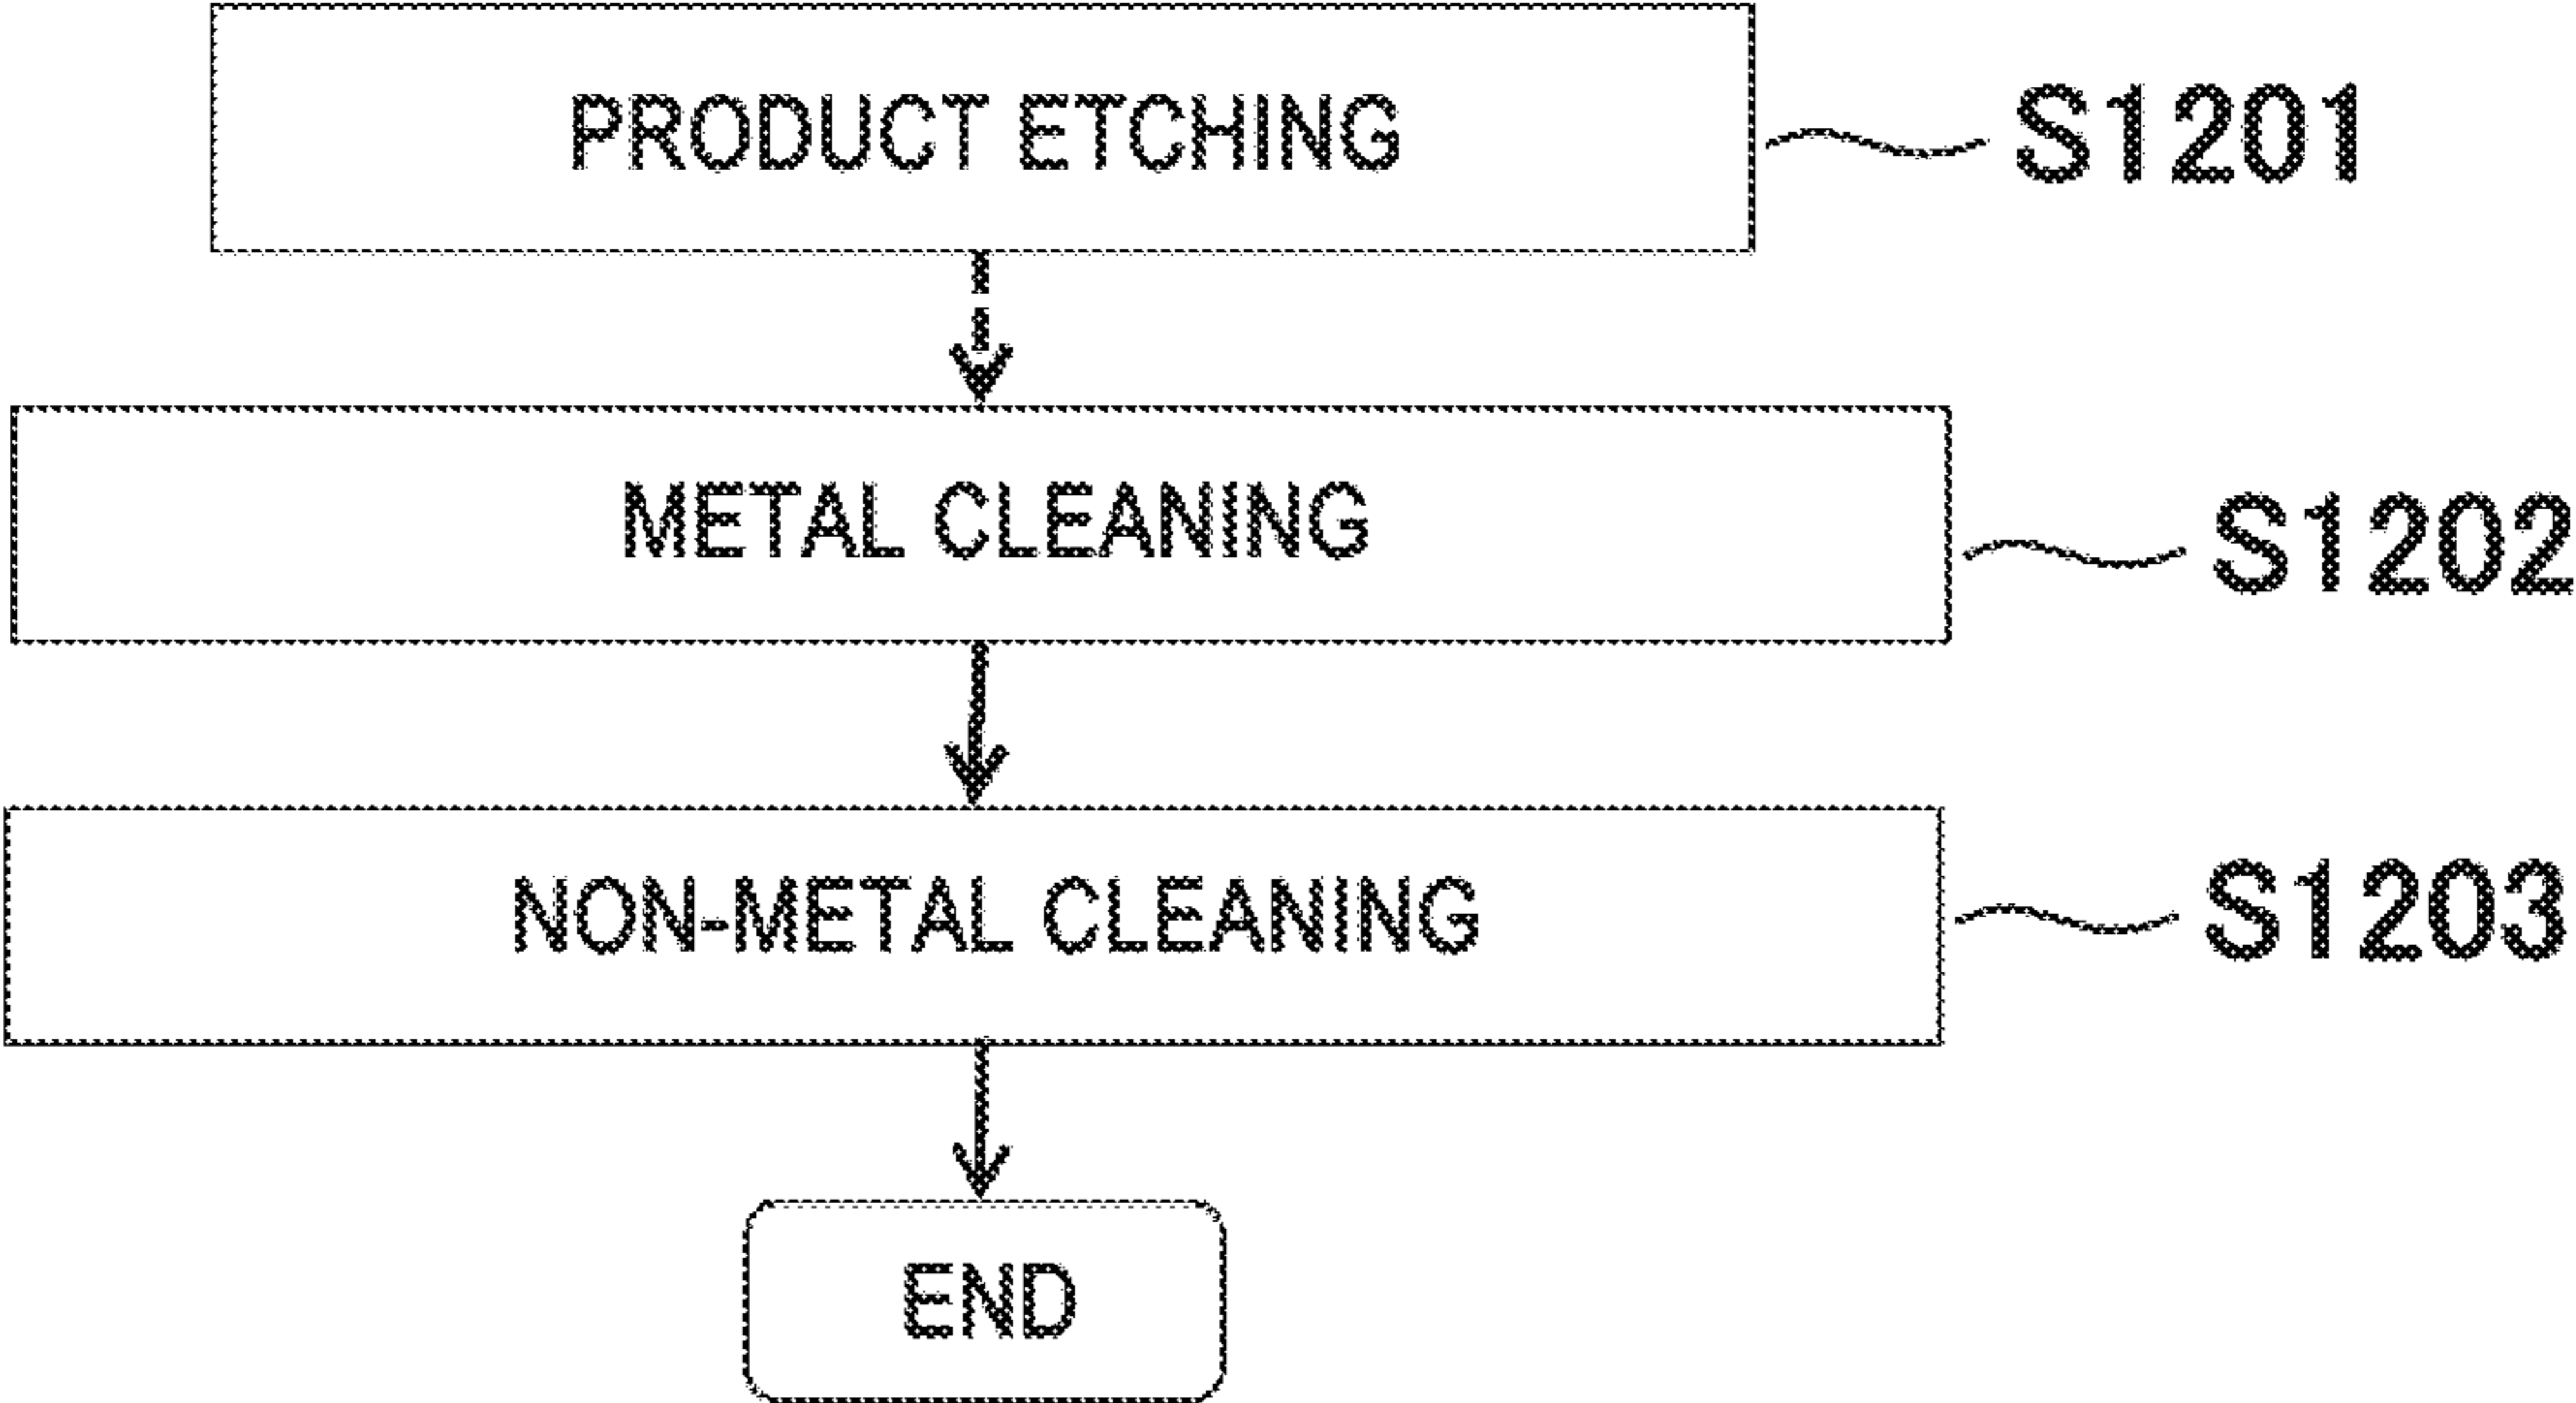 PRODUCT ETCHING S1201
METAL CLEANING S1202
NON-METAL CLEANING S1203
END